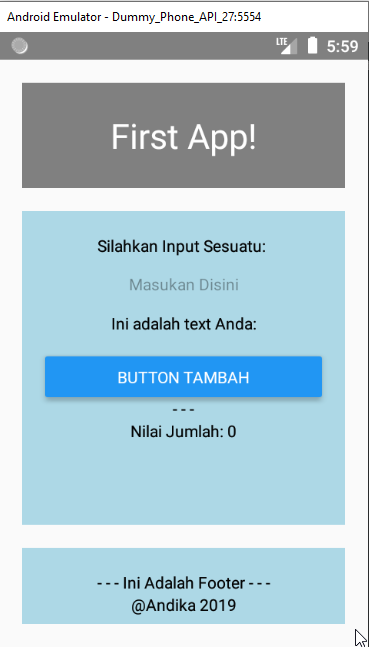 Android Emulator - Dummy_Phone_API_27:5554
LTE 5:59
First App!
Silahkan Input Sesuatu:
Masukan Disini
Ini adalah text Anda:
BUTTON TAMBAH
- - -
Nilai Jumlah: 0
- - - Ini Adalah Footer - - -
@Andika 2019